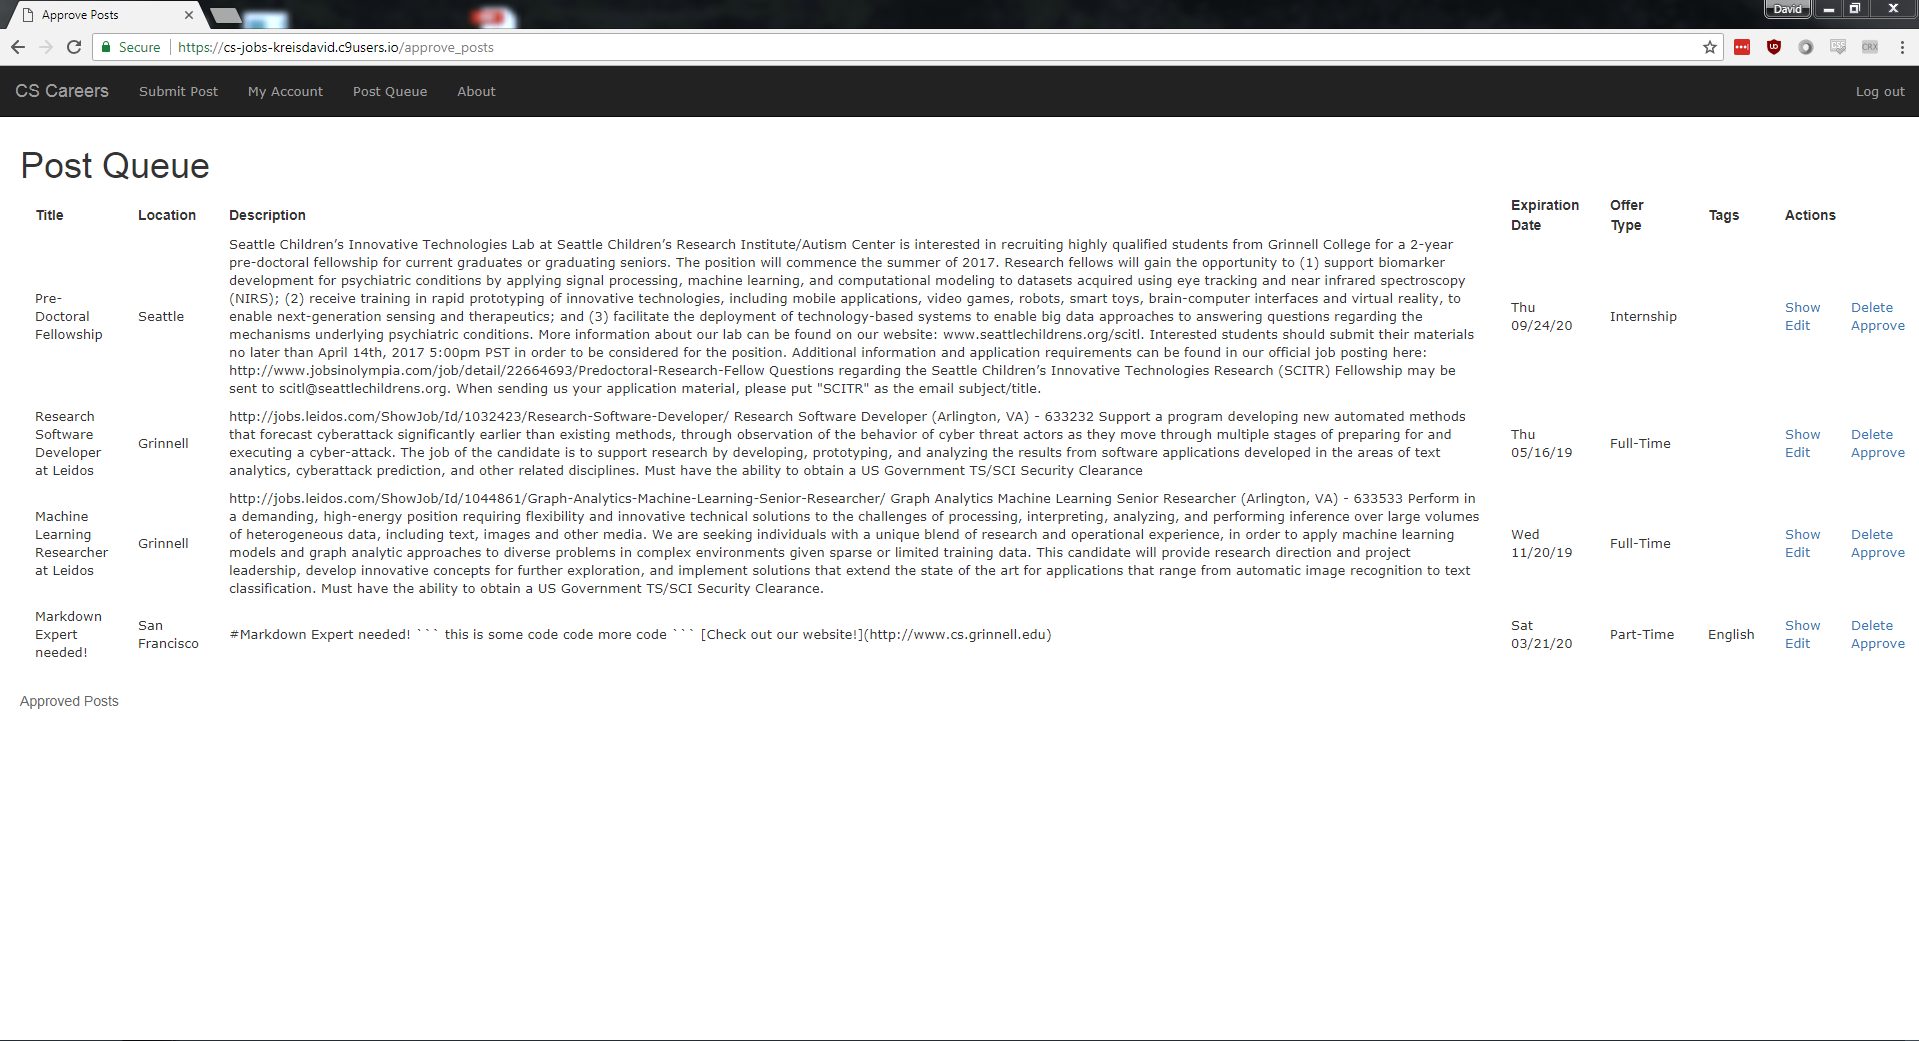 Approve Posts
David
Secure
https://cs-jobs-kreisdavid.c9users.io/approve_posts
CSC
CRX
CS Careers Submit Post My Account Post Queue About Log out
Post Queue
Title Location Description Expiration Date Offer Type Tags Actions
Pre-
Doctoral
Fellowship
Seattle
Seattle Children’s Innovative Technologies Lab at Seattle Children’s Research Institute/Autism Center is interested in recruiting highly qualified students from Grinnell College for a 2-year
pre-doctoral fellowship for current graduates or graduating seniors. The position will commence the summer of 2017. Research fellows will gain the opportunity to (1) support biomarker
development for psychiatric conditions by applying signal processing, machine learning, and computational modeling to datasets acquired using eye tracking and near infrared spectroscopy
(NIRS); (2) receive training in rapid prototyping of innovative technologies, including mobile applications, video games, robots, smart toys, brain-computer interfaces and virtual reality, to
enable next-generation sensing and therapeutics; and (3) facilitate the deployment of technology-based systems to enable big data approaches to answering questions regarding the
mechanisms underlying psychiatric conditions. More information about our lab can be found on our website: www.seattlechildrens.org/scitl. Interested students should submit their materials
no later than April 14th, 2017 5:00pm PST in order to be considered for the position. Additional information and application requirements can be found in our official job posting here:
http://www.jobsinolympia.com/job/detail/22664693/Predoctoral-Research-Fellow Questions regarding the Seattle Children’s Innovative Technologies Research (SCITR) Fellowship may be
sent to scitl@seattlechildrens.org. When sending us your application material, please put "SCITR" as the email subject/title.
Thu
09/24/20
Internship
Show Delete
Edit Approve
Research
Software
Developer
at Leidos
Grinnell
http://jobs.leidos.com/ShowJob/Id/1032423/Research-Software-Developer/ Research Software Developer (Arlington, VA) - 633232 Support a program developing new automated methods
that forecast cyberattack significantly earlier than existing methods, through observation of the behavior of cyber threat actors as they move through multiple stages of preparing for and
executing a cyber-attack. The job of the candidate is to support research by developing, prototyping, and analyzing the results from software applications developed in the areas of text
analytics, cyberattack prediction, and other related disciplines. Must have the ability to obtain a US Government TS/SCI Security Clearance
Thu
05/16/19
Full-Time
Show Delete
Edit Approve
Machine
Learning
Researcher
at Leidos
Grinnell
http://jobs.leidos.com/ShowJob/Id/1044861/Graph-Analytics-Machine-Learning-Senior-Researcher/ Graph Analytics Machine Learning Senior Researcher (Arlington, VA) - 633533 Perform in
a demanding, high-energy position requiring flexibility and innovative technical solutions to the challenges of processing, interpreting, analyzing, and performing inference over large volumes
of heterogeneous data, including text, images and other media. We are seeking individuals with a unique blend of research and operational experience, in order to apply machine learning
models and graph analytic approaches to diverse problems in complex environments given sparse or limited training data. This candidate will provide research direction and project
leadership, develop innovative concepts for further exploration, and implement solutions that extend the state of the art for applications that range from automatic image recognition to text
classification. Must have the ability to obtain a US Government TS/SCI Security Clearance.
Wed
11/20/19
Full-Time
Show Delete
Edit Approve
Markdown
Expert
needed!
San
Francisco
#Markdown Expert needed! ``` this is some code code more code ``` [Check out our website!](http://www.cs.grinnell.edu)
Sat
03/21/20
Part-Time
English
Show Delete
Edit Approve
Approved Posts